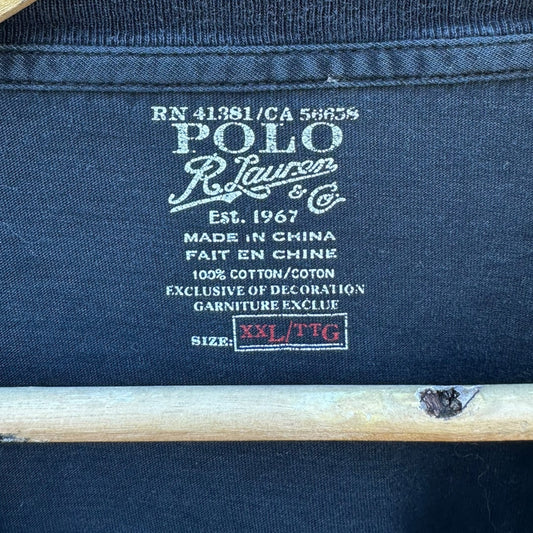 RN 41381/CA 56638
POLO
R. Lauren
& Co.
Est. 1967
MADE IN CHINA
FAIT EN CHINE
100% COTTON/COTON
EXCLUSIVE OF DECORATION
GARNITURE EXCLUE
SIZE: XXL/TTG